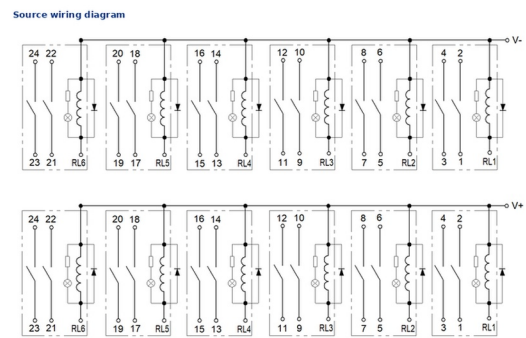 Source wiring diagram
V-
24 22 20 18 16 14 12 10 8 6 4 2
23 21 RL6 19 17 RL5 15 13 RL4 11 9 RL3 7 5 RL2 3 1 RL1
V+
24 22 20 18 16 14 12 10 8 6 4 2
23 21 RL6 19 17 RL5 15 13 RL4 11 9 RL3 7 5 RL2 3 1 RL1